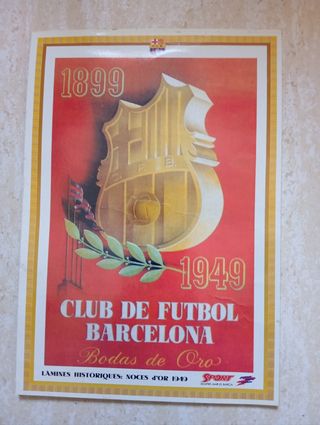 1899
C F B
1949
CLUB DE FUTBOL
BARCELONA
Bodas de Oro
LAMINES HISTORIQUES: NOCES D'OR 1949
SPORT